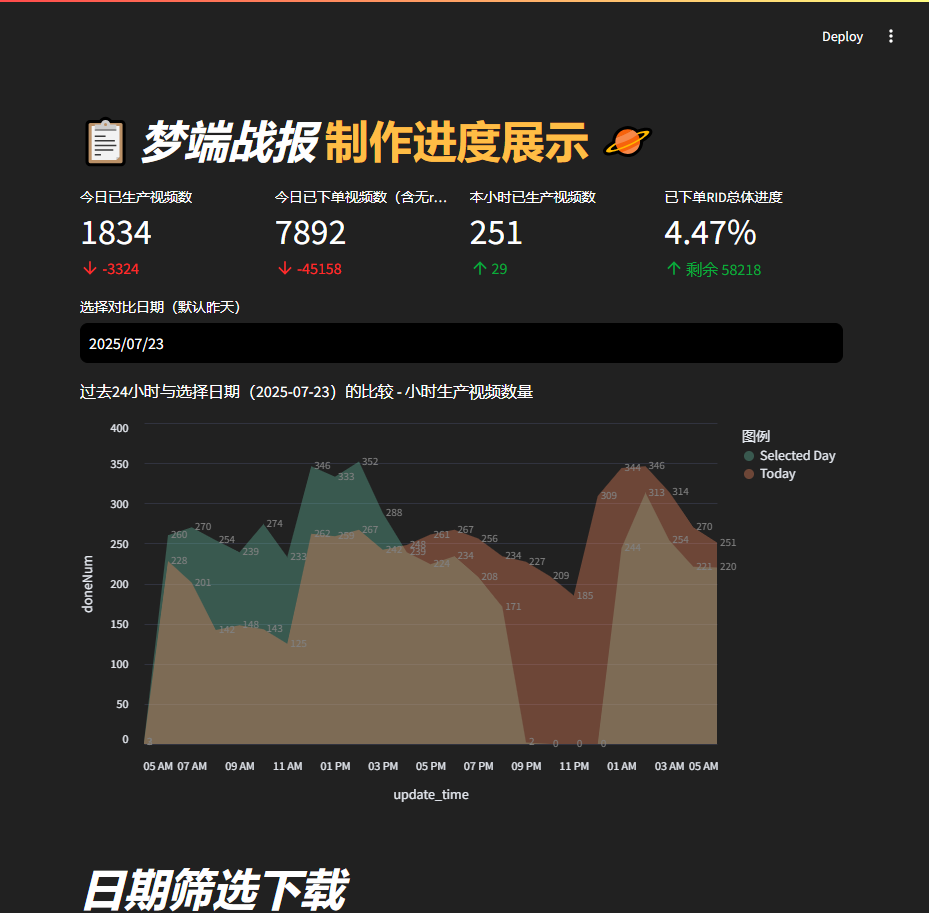 Deploy
梦端战报 制作进度展示
今日已生产视频数
1834
-3324
今日已下单视频数（含无r...
7892
-45158
本小时已生产视频数
251
29
已下单RID总体进度
4.47%
剩余 58218
选择对比日期（默认昨天）
2025/07/23
过去24小时与选择日期（2025-07-23）的比较 - 小时生产视频数量
图例
Selected Day
Today
doneNum
400
350
300
250
200
150
100
50
0
346 333 352 288
260 270 254 239 274 233
262 259 267 242 248 239 261 267 256 234 227 209 185
228 201 142 148 143 125
224 234 208 171
2 0 0 0
309 344 346 314 270 251
244 313 254 221 220
05 AM 07 AM 09 AM 11 AM 01 PM 03 PM 05 PM 07 PM 09 PM 11 PM 01 AM 03 AM 05 AM
update_time
日期筛选下载